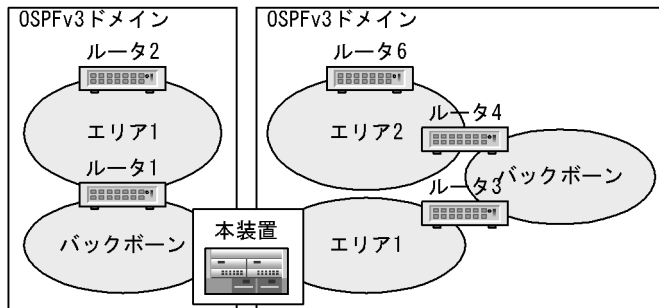 OSPFv3ドメイン
ルータ2
エリア1
ルータ1
バックボーン
本装置
OSPFv3ドメイン
ルータ6
エリア2
ルータ4
バックボーン
ルータ3
エリア1